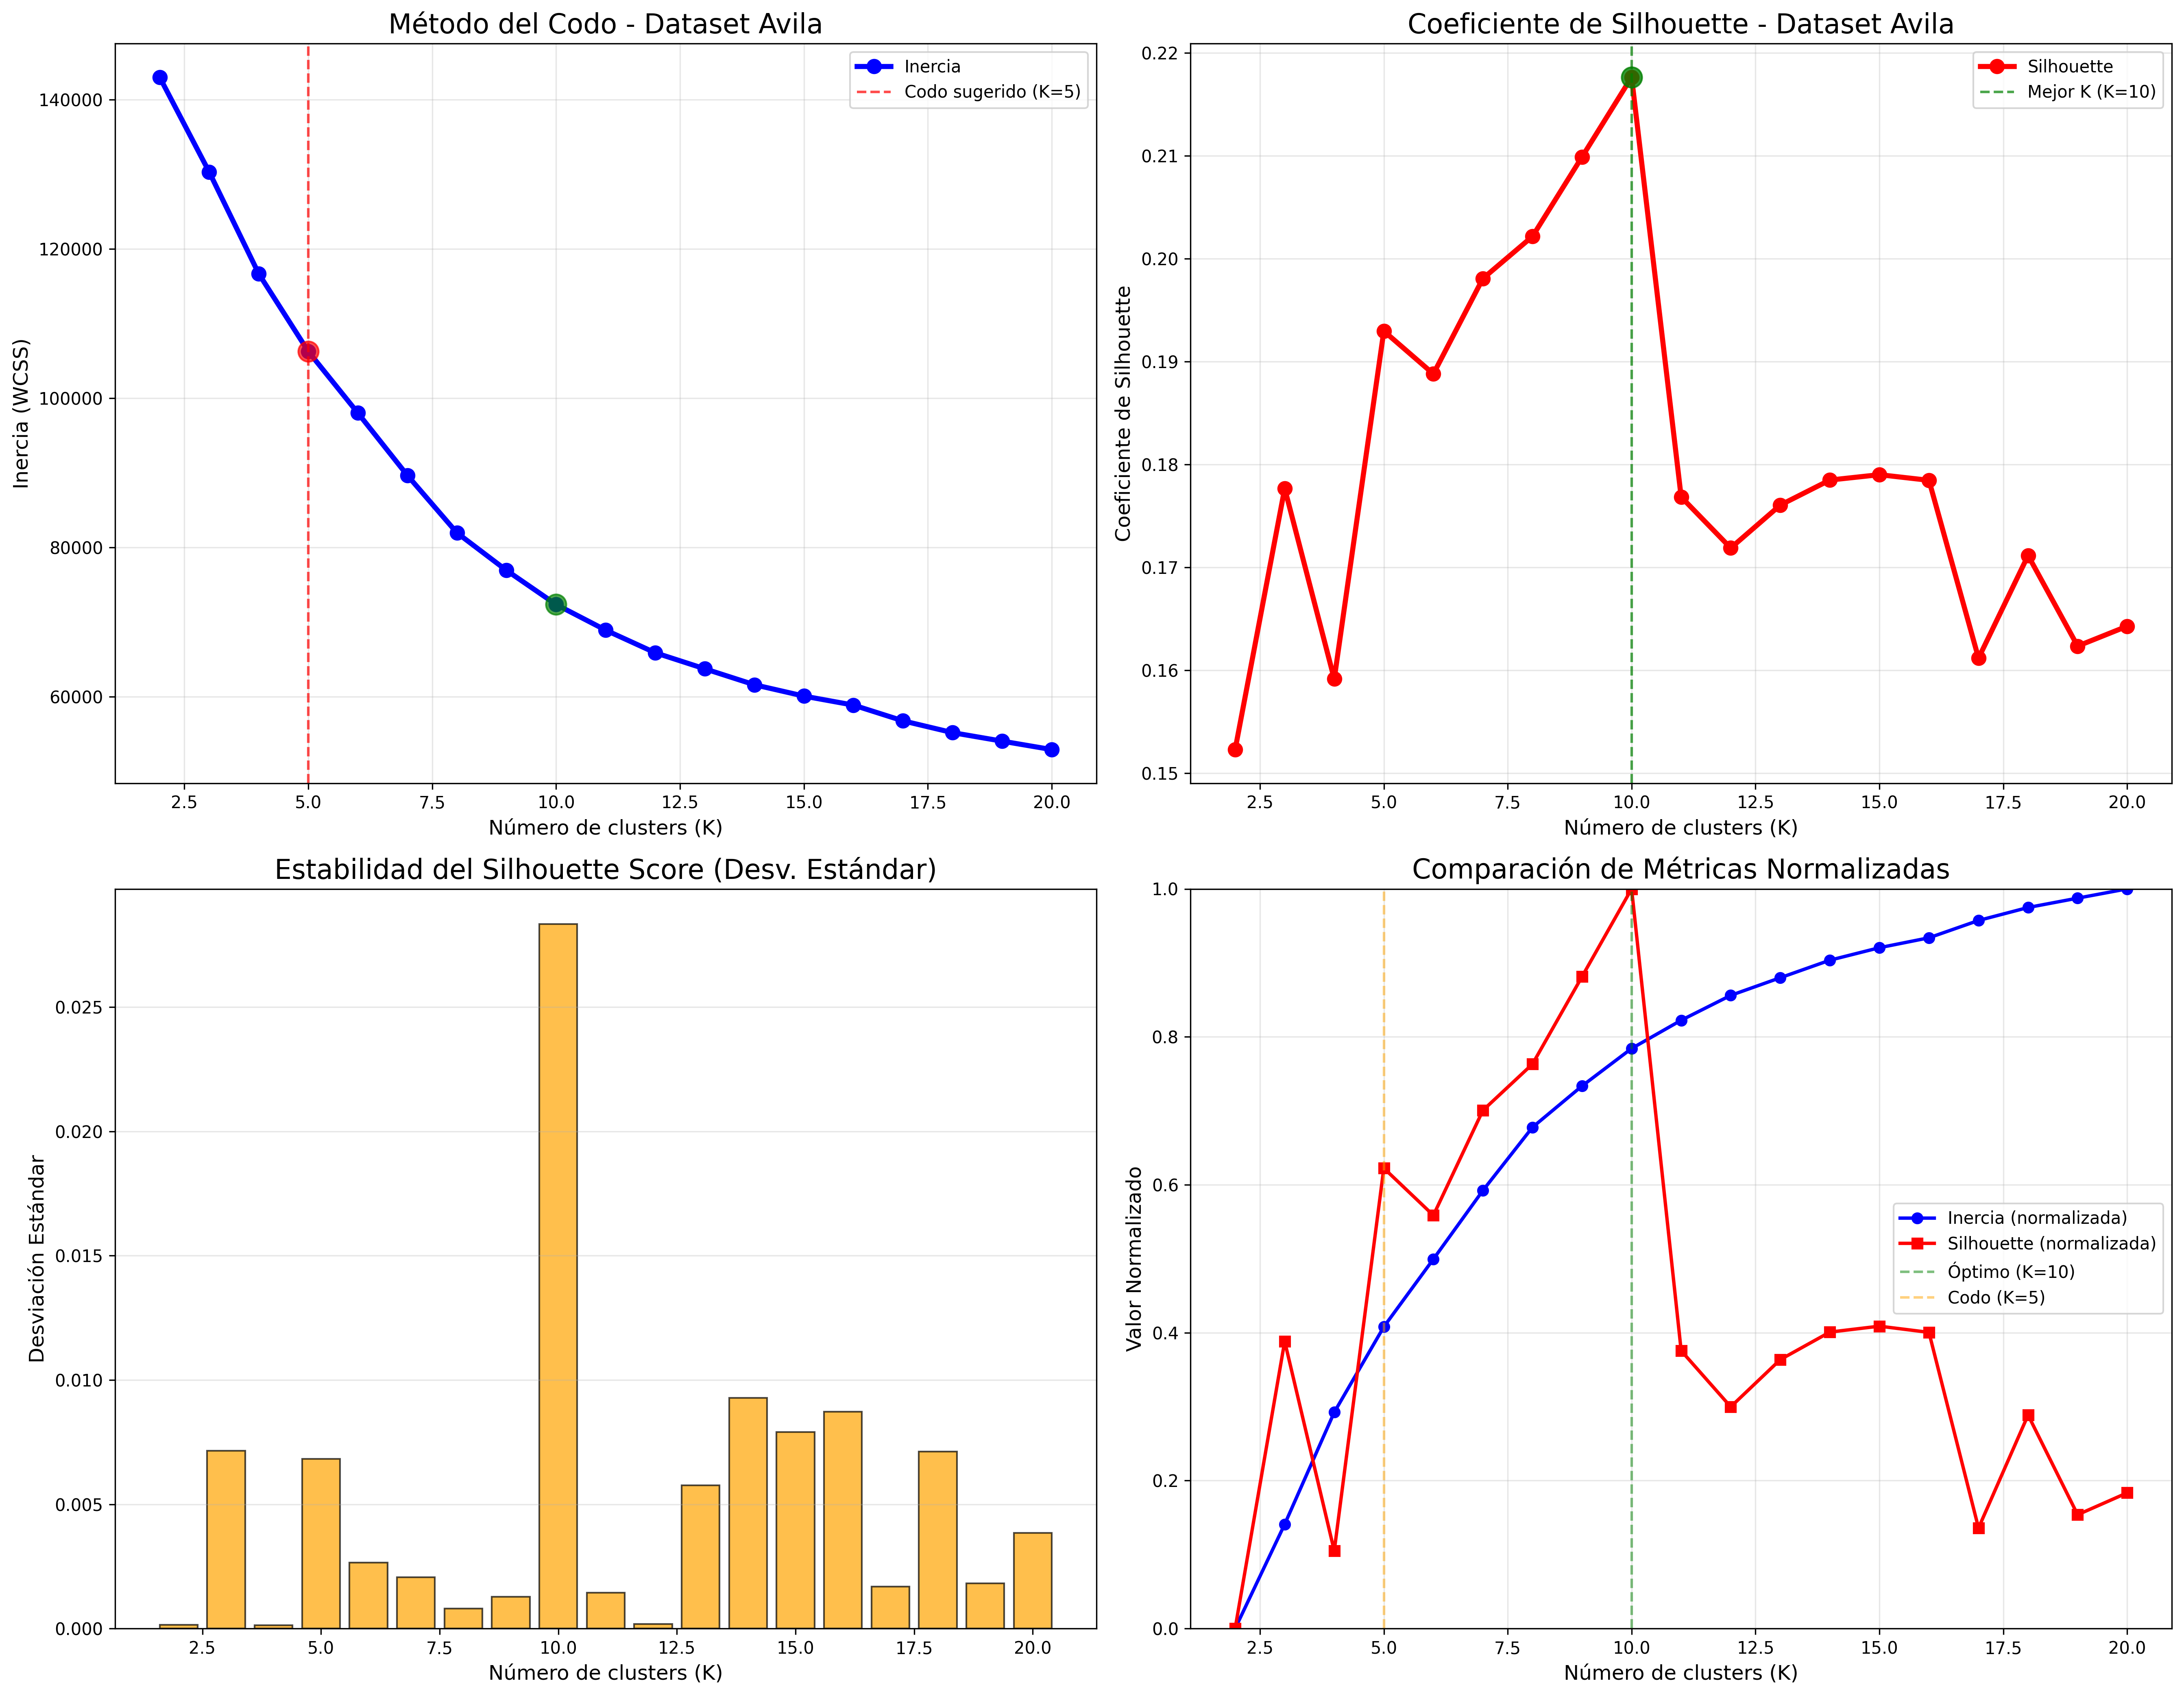 Método del Codo - Dataset Avila
Inercia (WCSS)
140000
120000
100000
80000
60000
Inercia
Codo sugerido (K=5)
2.5 5.0 7.5 10.0 12.5 15.0 17.5 20.0
Número de clusters (K)
Coeficiente de Silhouette - Dataset Avila
Coeficiente de Silhouette
0.22
0.21
0.20
0.19
0.18
0.17
0.16
0.15
Silhouette
Mejor K (K=10)
2.5 5.0 7.5 10.0 12.5 15.0 17.5 20.0
Número de clusters (K)
Estabilidad del Silhouette Score (Desv. Estándar)
Desviación Estándar
0.025
0.020
0.015
0.010
0.005
0.000
2.5 5.0 7.5 10.0 12.5 15.0 17.5 20.0
Número de clusters (K)
Comparación de Métricas Normalizadas
Valor Normalizado
1.0
0.8
0.6
0.4
0.2
0.0
Inercia (normalizada)
Silhouette (normalizada)
Óptimo (K=10)
Codo (K=5)
2.5 5.0 7.5 10.0 12.5 15.0 17.5 20.0
Número de clusters (K)